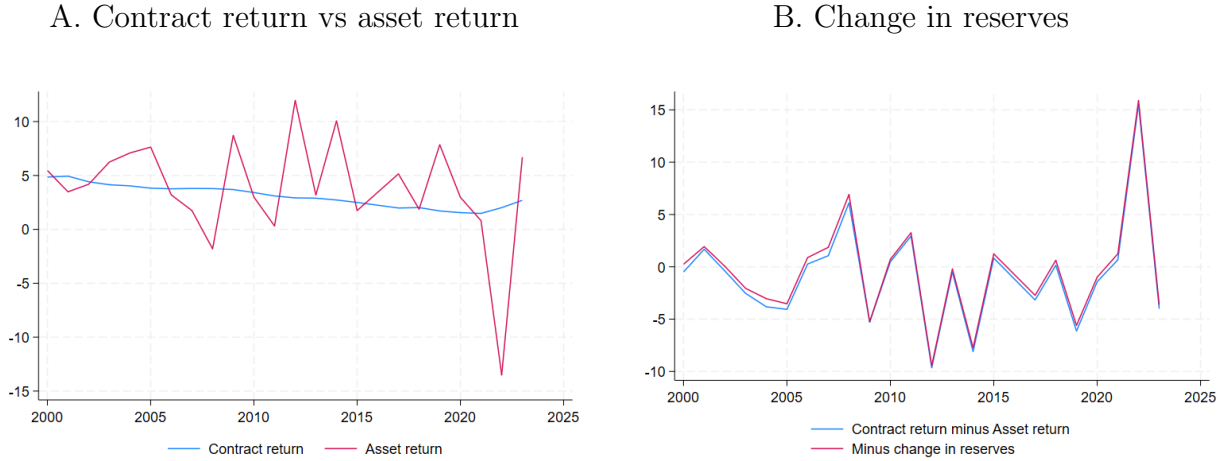 A. Contract return vs asset return
10
5
0
-5
-10
-15
2000 2005 2010 2015 2020 2025
Contract return Asset return
B. Change in reserves
15
10
5
0
-5
-10
2000 2005 2010 2015 2020 2025
Contract return minus Asset return
Minus change in reserves